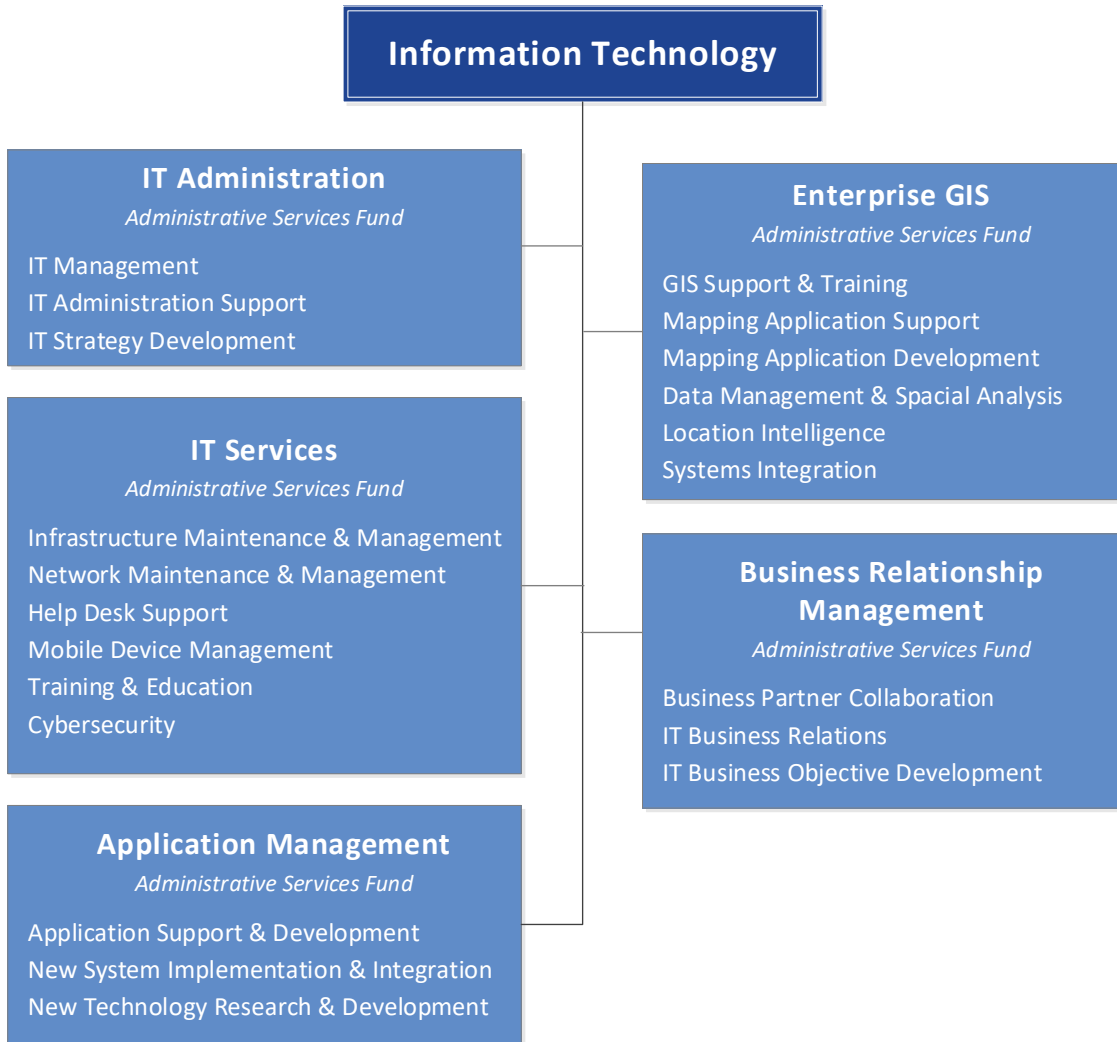 Information Technology
IT Administration
Administrative Services Fund
IT Management
IT Administration Support
IT Strategy Development
IT Services
Administrative Services Fund
Infrastructure Maintenance & Management
Network Maintenance & Management
Help Desk Support
Mobile Device Management
Training & Education
Cybersecurity
Application Management
Administrative Services Fund
Application Support & Development
New System Implementation & Integration
New Technology Research & Development
Enterprise GIS
Administrative Services Fund
GIS Support & Training
Mapping Application Support
Mapping Application Development
Data Management & Spacial Analysis
Location Intelligence
Systems Integration
Business Relationship
Management
Administrative Services Fund
Business Partner Collaboration
IT Business Relations
IT Business Objective Development